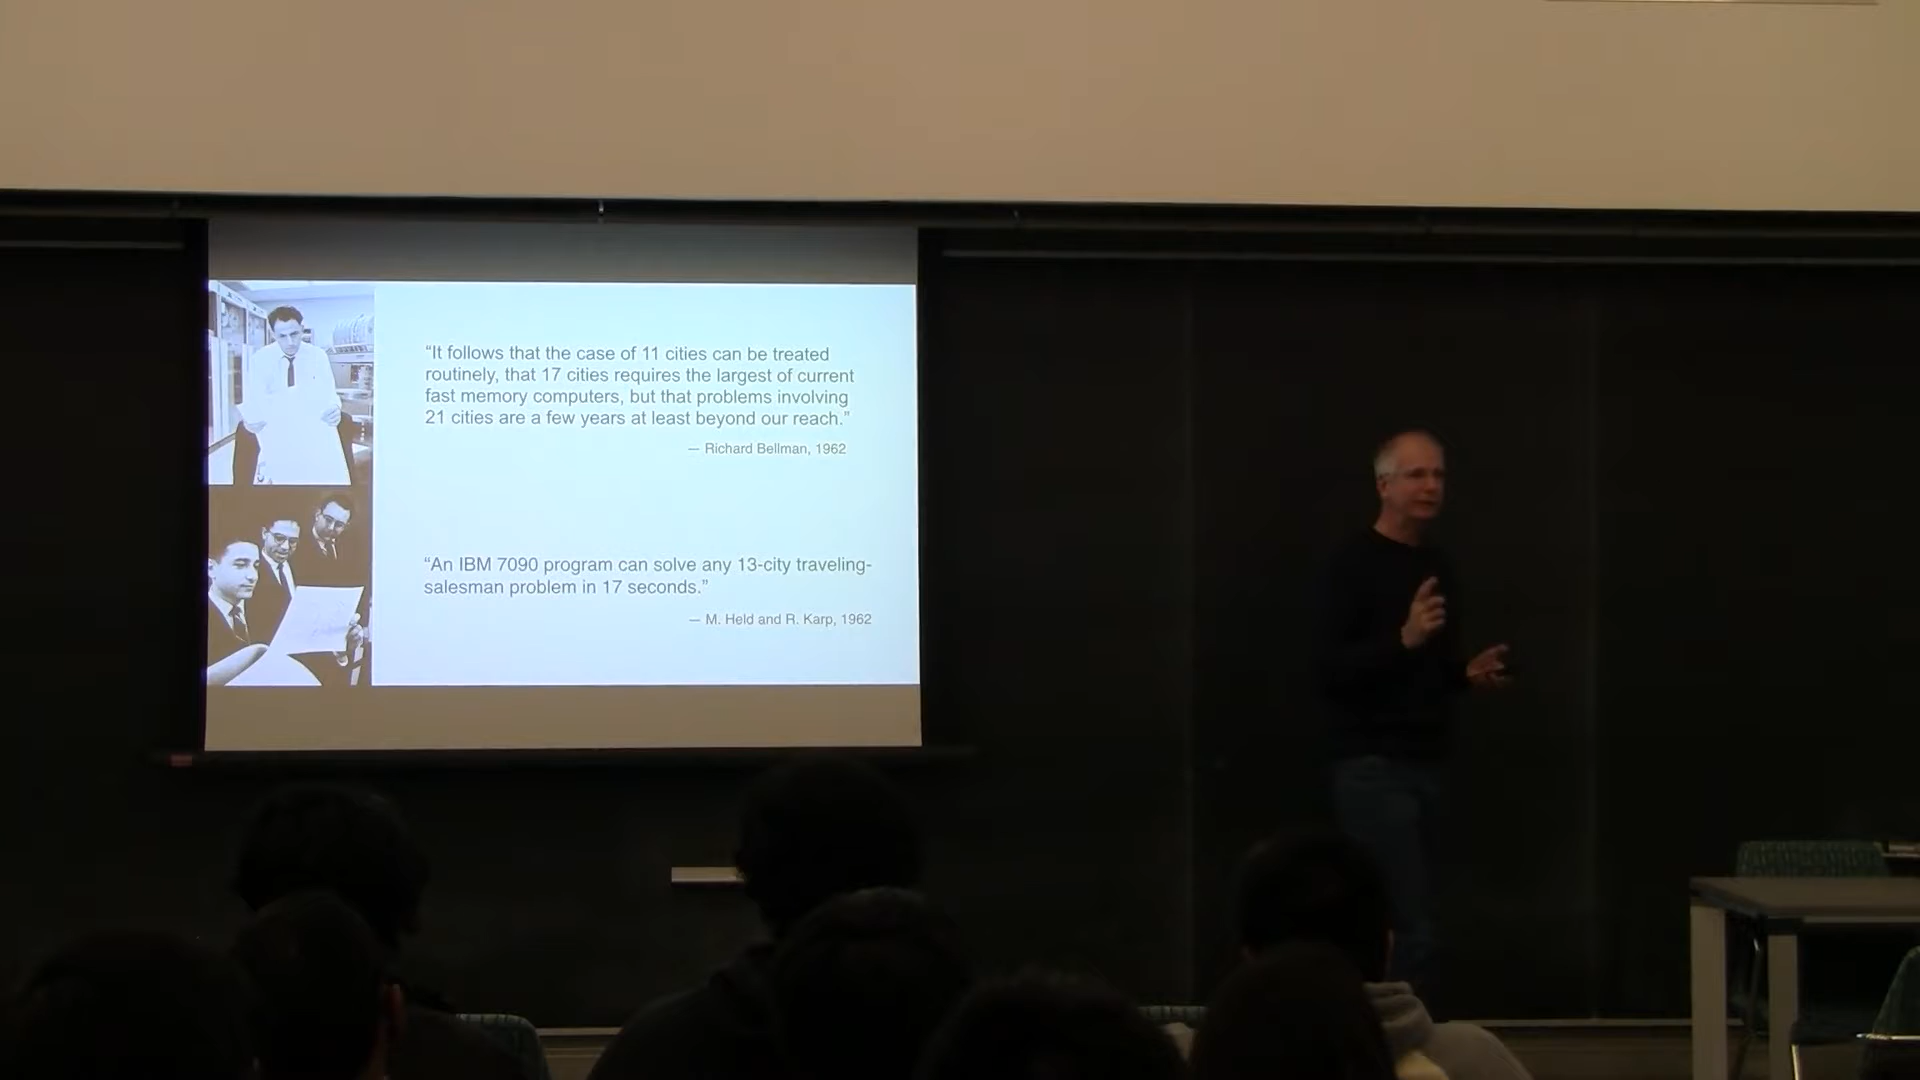 “It follows that the case of 11 cities can be treated
routinely, that 17 cities requires the largest of current
fast memory computers, but that problems involving
21 cities are a few years at least beyond our reach.”
— Richard Bellman, 1962
“An IBM 7090 program can solve any 13-city traveling-
salesman problem in 17 seconds.”
— M. Held and R. Karp, 1962